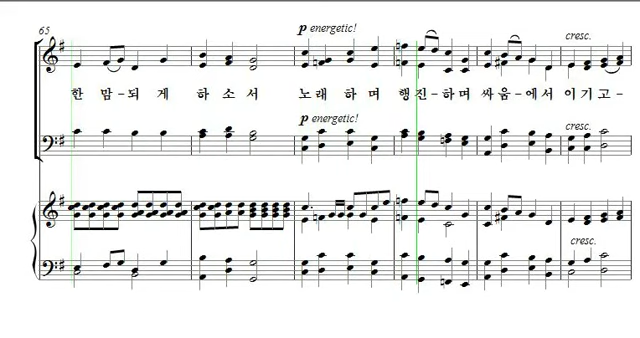 65
p energetic!
cresc.
한 맘-되 게 하 소 서 노 래 하 며 행진-하며 싸움-에서 이기고-
p energetic!
cresc.
cresc.